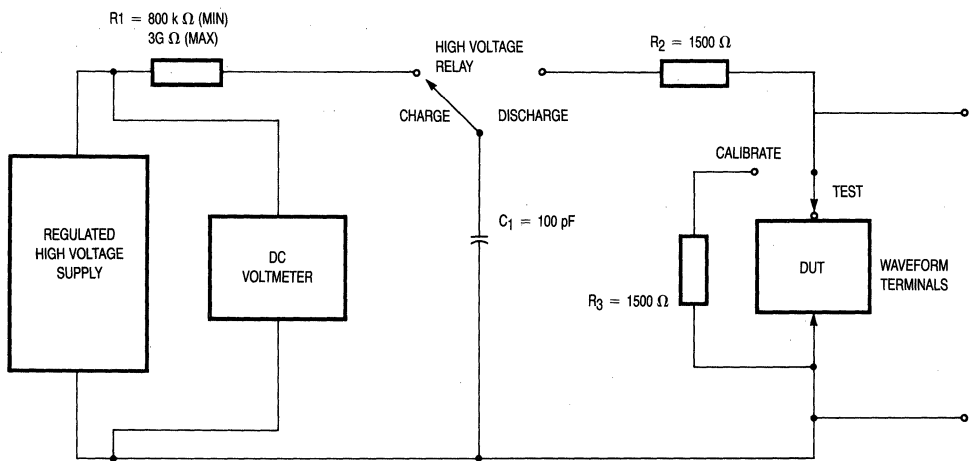 R1 = 800 k Ω (MIN)
3G Ω (MAX)
HIGH VOLTAGE
RELAY
R2 = 1500 Ω
CHARGE
DISCHARGE
CALIBRATE
TEST
C1 = 100 pF
REGULATED
HIGH VOLTAGE
SUPPLY
DC
VOLTMETER
R3 = 1500 Ω
DUT
WAVEFORM
TERMINALS